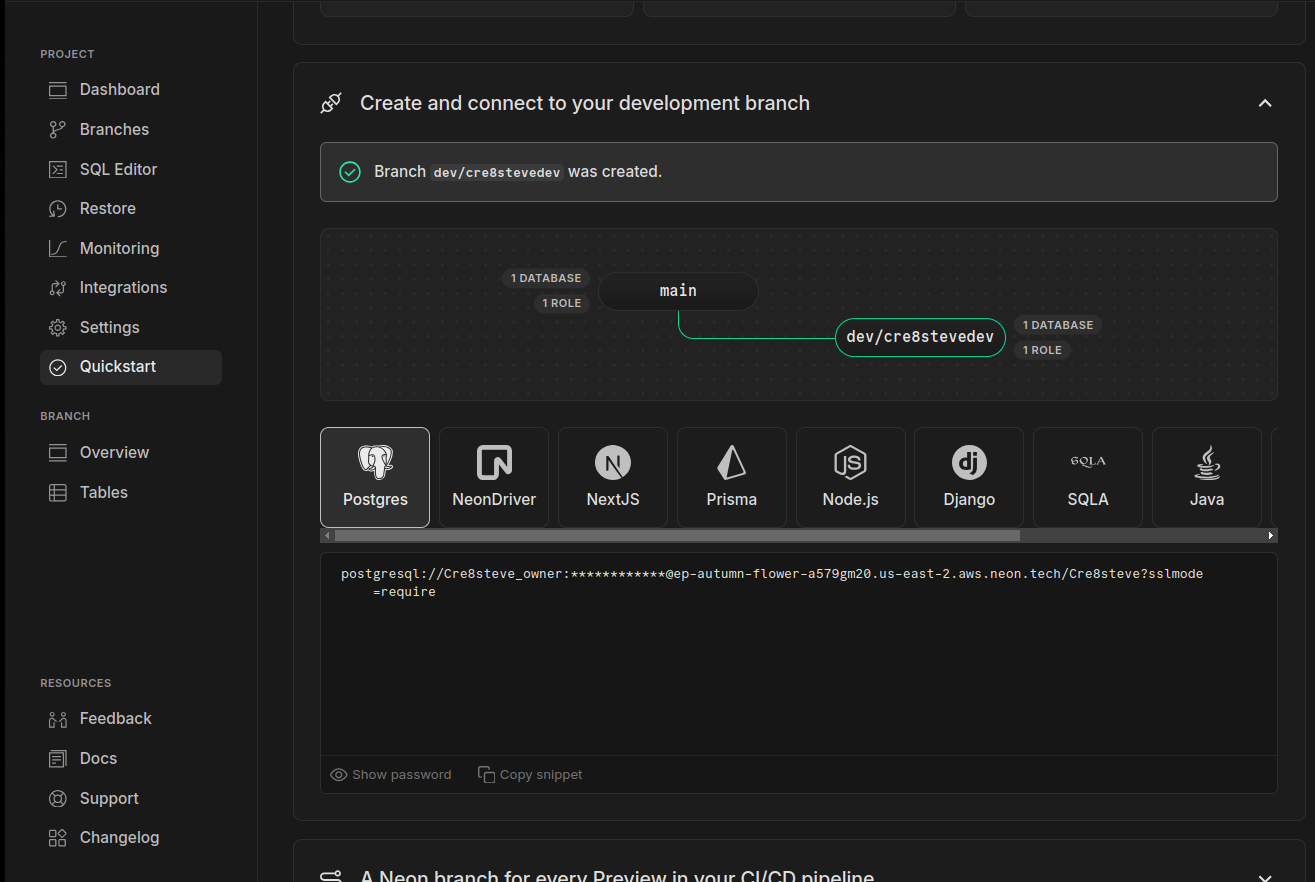 PROJECT
Dashboard
Branches
SQL Editor
Restore
Monitoring
Integrations
Settings
Quickstart
BRANCH
Overview
Tables
RESOURCES
Feedback
Docs
Support
Changelog
Create and connect to your development branch
Branch dev/cre8stevedev was created.
1 DATABASE
1 ROLE
main
dev/cre8stevedev
1 DATABASE
1 ROLE
Postgres
NeonDriver
N
NextJS
Prisma
JS
Node.js
dj
Django
SQLA
SQLA
Java
postgresql://Cre8steve_owner:************@ep-autumn-flower-a579gm20.us-east-2.aws.neon.tech/Cre8steve?sslmode
=require
Show password
Copy snippet
A Neon branch for every Preview in your CI/CD pipeline